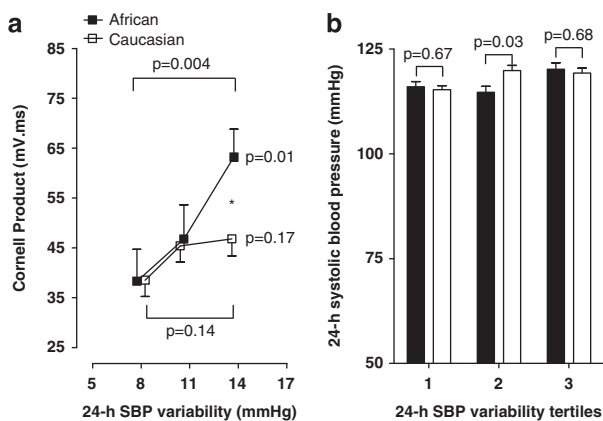 a
African
Caucasian
85
75
65
55
45
35
25
Cornell Product (mV.ms)
p=0.004
p=0.01
*
p=0.17
p=0.14
5 8 11 14 17
24-h SBP variability (mmHg)
b
125
100
75
50
24-h systolic blood pressure (mmHg)
p=0.67
p=0.03
p=0.68
1 2 3
24-h SBP variability tertiles